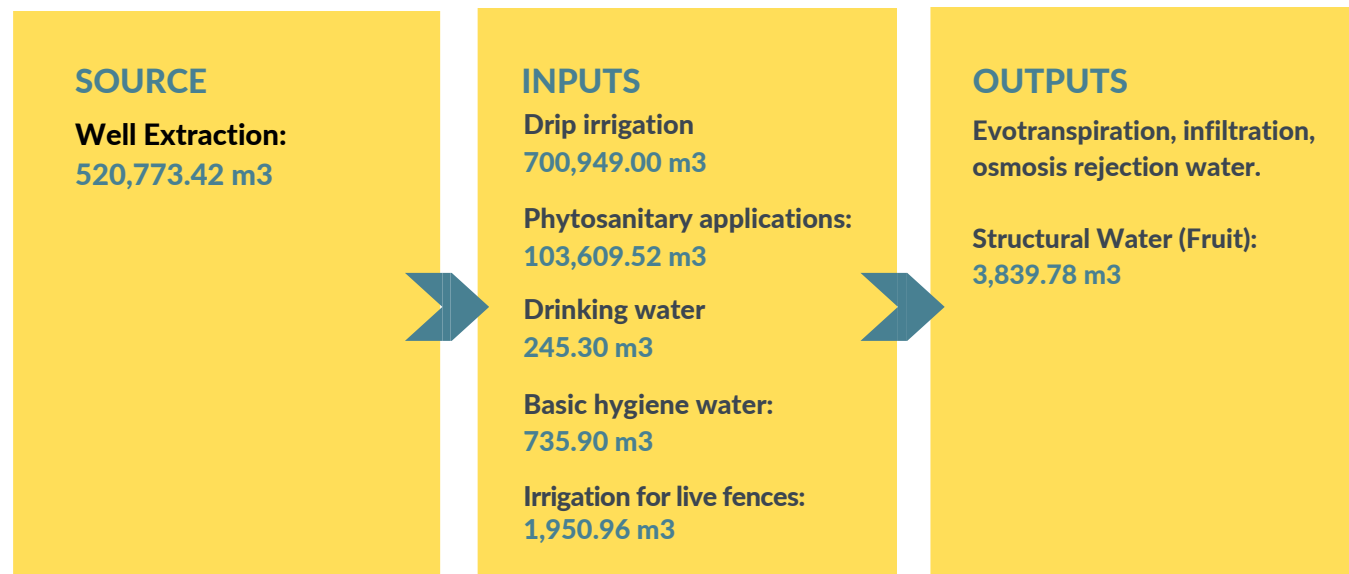 SOURCE
Well Extraction:
520,773.42 m3
INPUTS
Drip irrigation
700,949.00 m3
Phytosanitary applications:
103,609.52 m3
Drinking water
245.30 m3
Basic hygiene water:
735.90 m3
Irrigation for live fences:
1,950.96 m3
OUTPUTS
Evotranspiration, infiltration,
osmosis rejection water.
Structural Water (Fruit):
3,839.78 m3